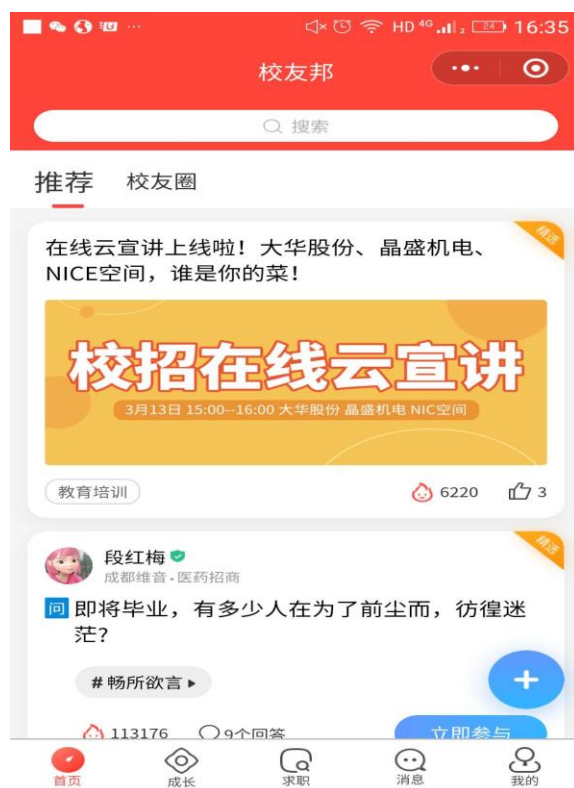 HD 4G 2 24 16:35
校友邦
搜索
推荐 校友圈
精选
在线云宣讲上线啦！大华股份、晶盛机电、
NICE空间，谁是你的菜！
校招在线云宣讲
3月13日 15:00--16:00 大华股份 晶盛机电 NIC空间
教育培训 6220 3
精选
段红梅
成都维音·医药招商
问 即将毕业，有多少人在为了前尘而，彷徨迷
茫？
# 畅所欲言
113176 9个回答 立即参与
首页 成长 求职 消息 我的